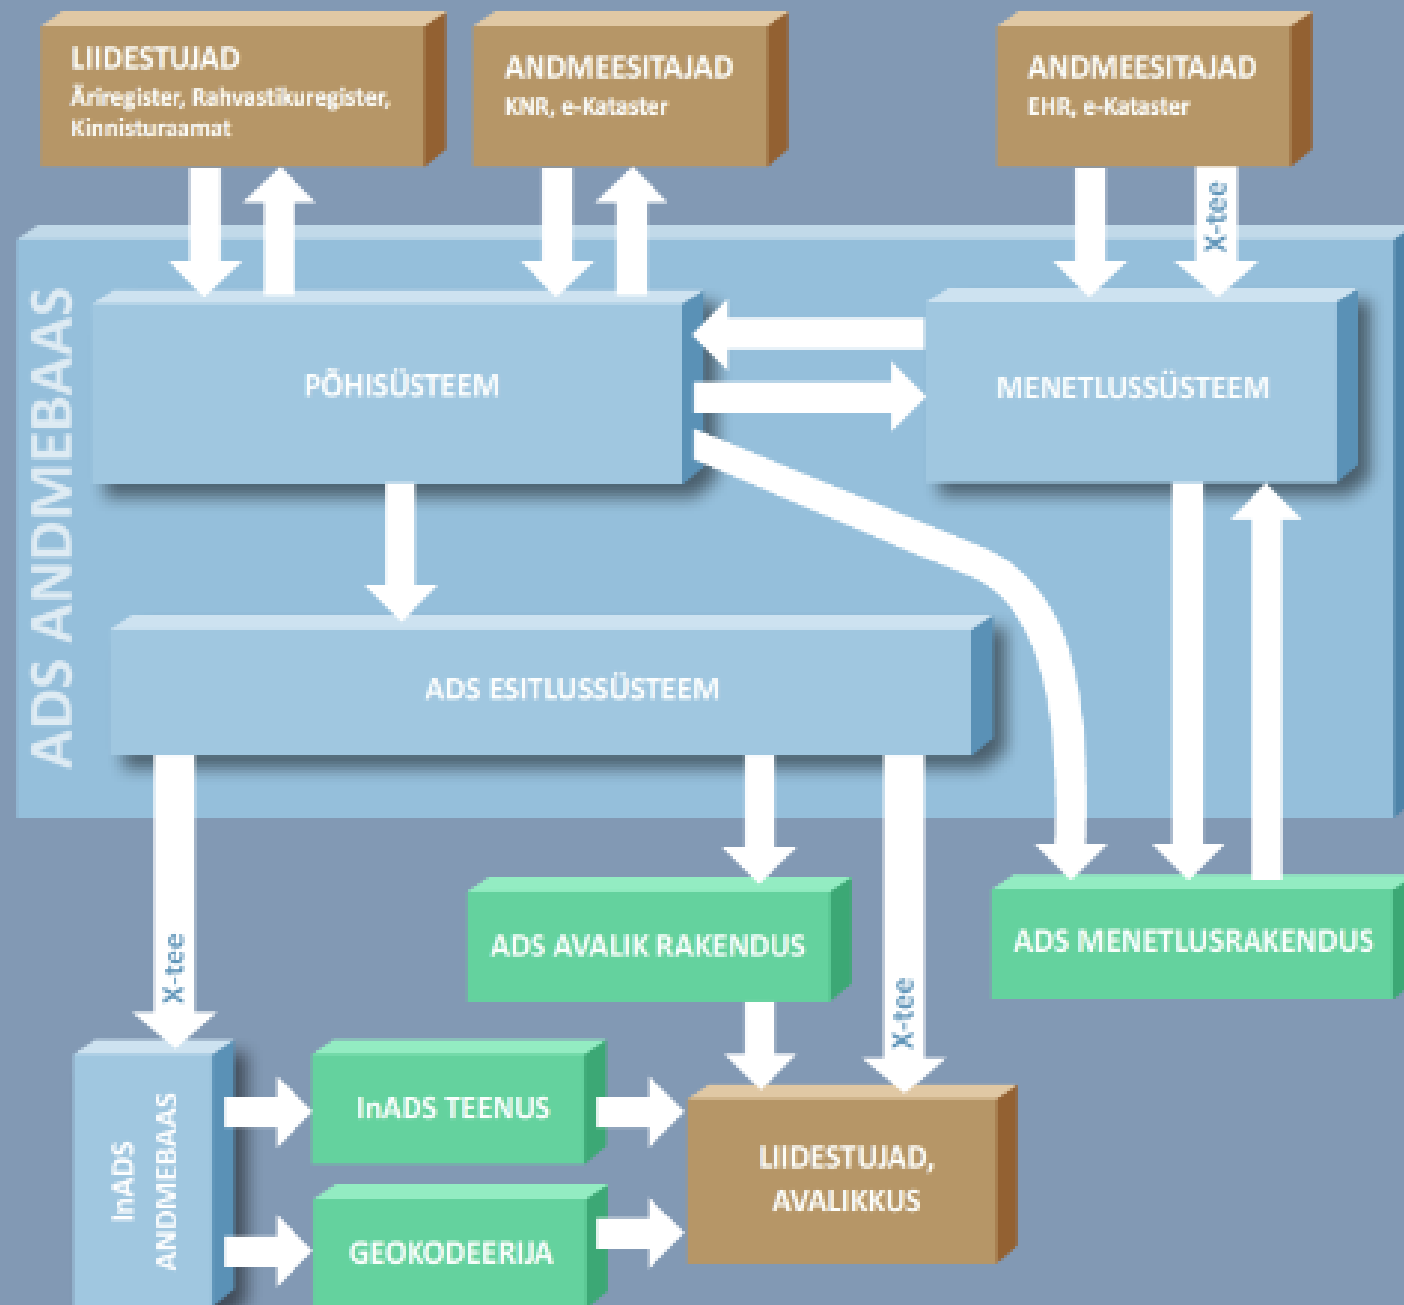 LIIDESTUJAD
Äriregister, Rahvastikuregister,
Kinnisturaamat
ANDMEESITAJAD
KNR, e-Kataster
ANDMEESITAJAD
EHR, e-Kataster
X-tee
ADS ANDMEBAAS
PÕHISÜSTEEM
MENETLUSSÜSTEEM
ADS ESITLUSSÜSTEEM
X-tee
ADS AVALIK RAKENDUS
X-tee
ADS MENETLUSRAKENDUS
InADS
ANDMEBAAS
InADS TEENUS
GEOKODEERIJA
LIIDESTUJAD,
AVALIKKUS